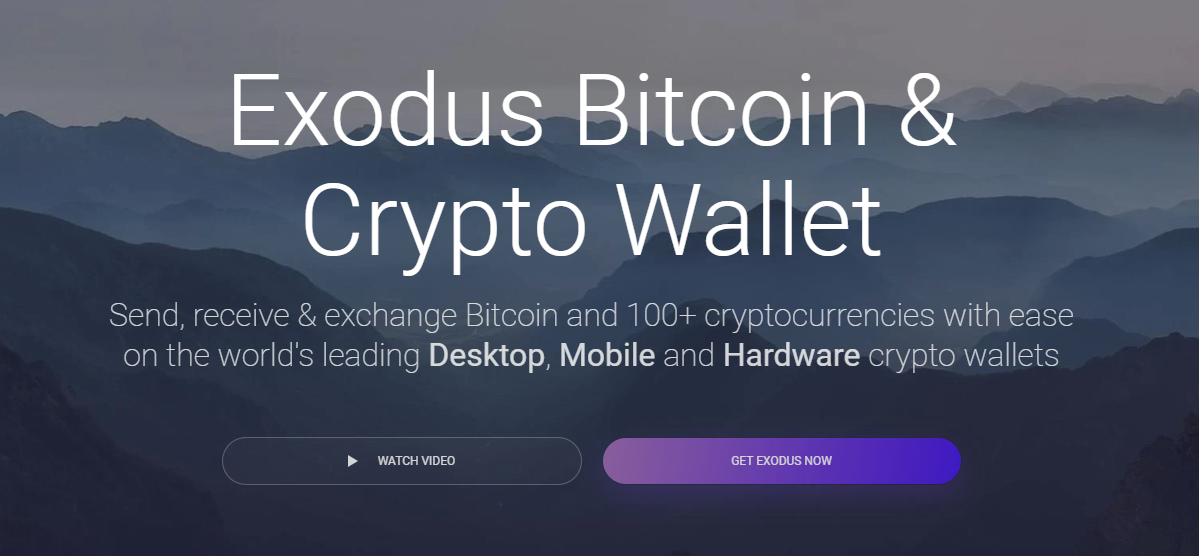 Exodus Bitcoin &
Crypto Wallet
Send, receive & exchange Bitcoin and 100+ cryptocurrencies with ease
on the world's leading Desktop, Mobile and Hardware crypto wallets
WATCH VIDEO
GET EXODUS NOW